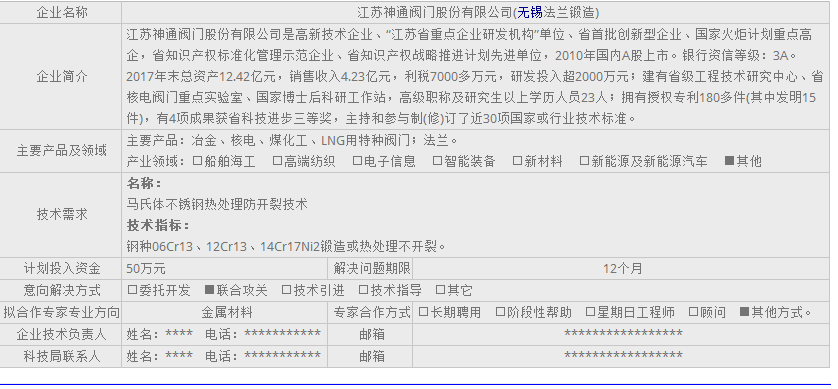 企业名称 江苏神通阀门股份有限公司(无锡法兰锻造)
企业简介
江苏神通阀门股份有限公司是高新技术企业、“江苏省重点企业研发机构”单位、省首批创新型企业、国家火炬计划重点高
企，省知识产权标准化管理示范企业、省知识产权战略推进计划先进单位，2010年国内A股上市。银行资信等级：3A。
2017年末总资产12.42亿元，销售收入4.23亿元，利税7000多万元，研发投入超2000万元；建有省级工程技术研究中心、省
核电阀门重点实验室、国家博士后科研工作站，高级职称及研究生以上学历人员23人；拥有授权专利180多件(其中发明15
件)，有4项成果获省科技进步三等奖，主持和参与制(修)订了近30项国家或行业技术标准。
主要产品及领域
主要产品：冶金、核电、煤化工、LNG用特种阀门；法兰。
产业领域：□船舶海工 □高端纺织 □电子信息 □智能装备 □新材料 □新能源及新能源汽车 ■其他
技术需求
名称：
马氏体不锈钢热处理防开裂技术
技术指标：
钢种06Cr13、12Cr13、14Cr17Ni2锻造或热处理不开裂。
计划投入资金 50万元 解决问题期限 12个月
意向解决方式 □委托开发 ■联合攻关 □技术引进 □技术指导 □其它
拟合作专家专业方向 金属材料 专家合作方式 □长期聘用 □阶段性帮助 □星期日工程师 □顾问 ■其他方式。
企业技术负责人 姓名：**** 电话：*********** 邮箱 *****************
科技局联系人 姓名：**** 电话：*********** 邮箱 *****************